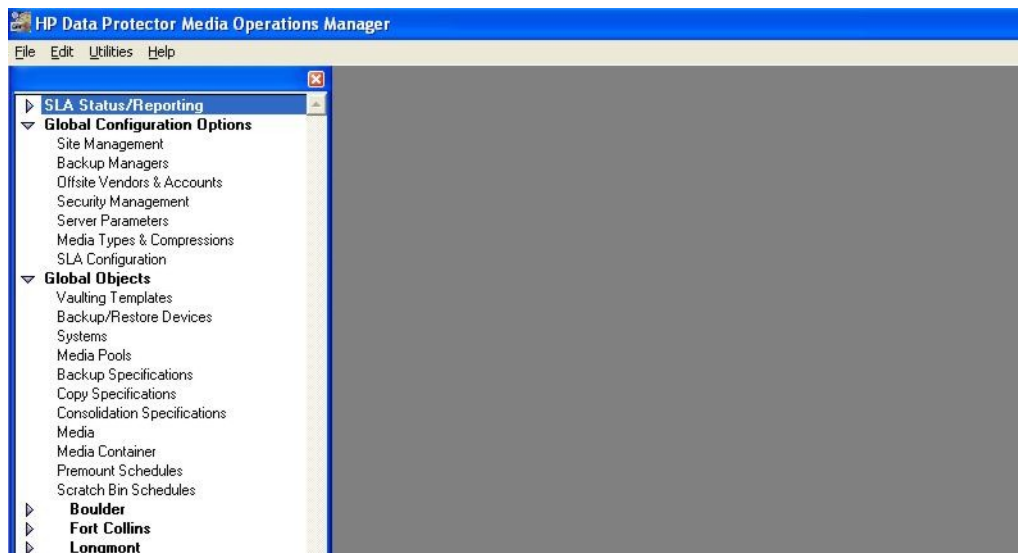 HP Data Protector Media Operations Manager
File Edit Utilities Help
SLA Status/Reporting
Global Configuration Options
Site Management
Backup Managers
Offsite Vendors & Accounts
Security Management
Server Parameters
Media Types & Compressions
SLA Configuration
Global Objects
Vaulting Templates
Backup/Restore Devices
Systems
Media Pools
Backup Specifications
Copy Specifications
Consolidation Specifications
Media
Media Container
Premount Schedules
Scratch Bin Schedules
Boulder
Fort Collins
Longmont